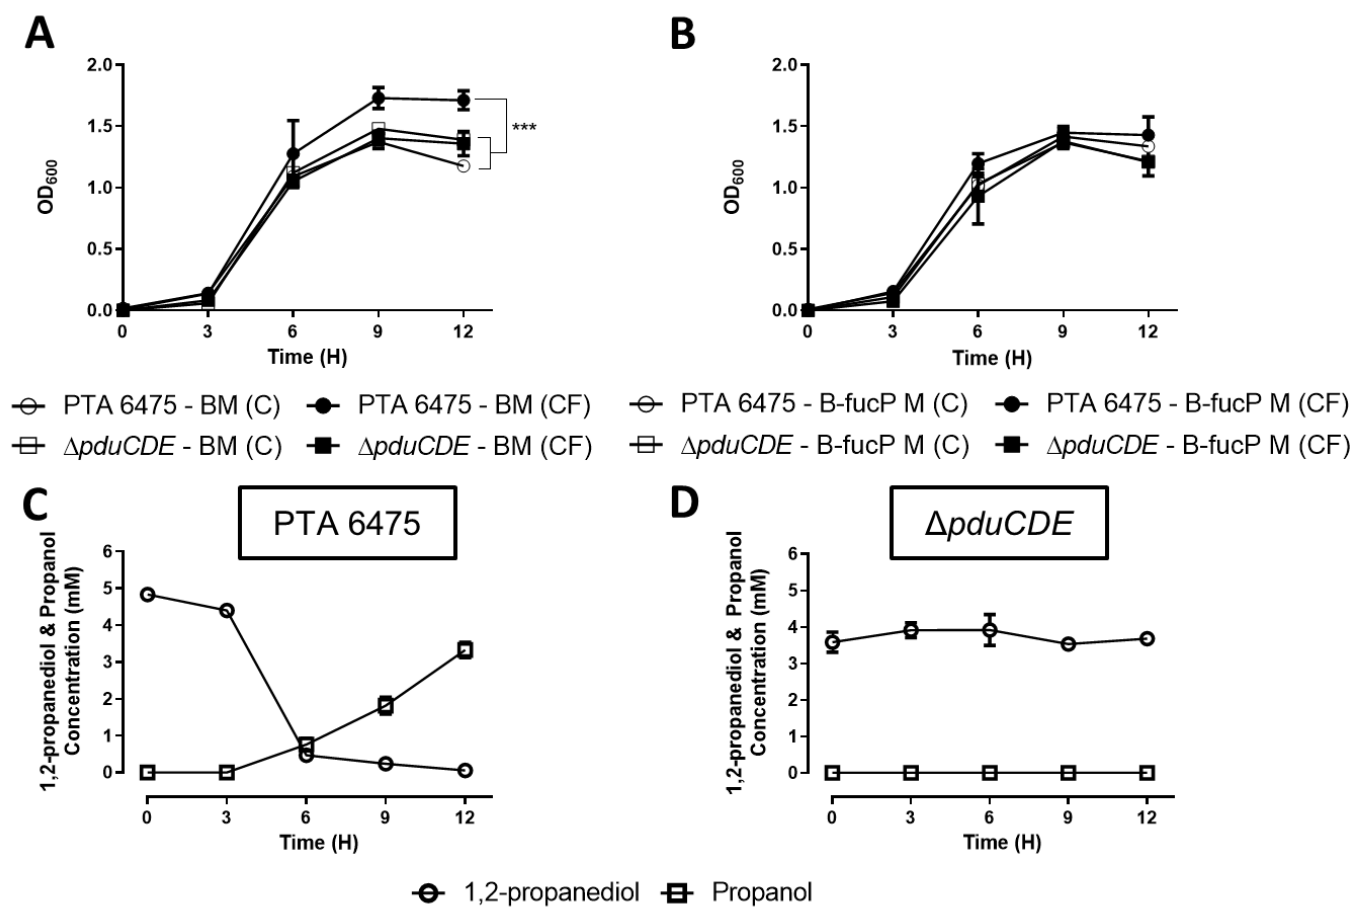 A
B
2.0
1.5
1.0
0.5
0.0
OD600
0 3 6 9 12
Time (H)
***
2.0
1.5
1.0
0.5
0.0
OD600
0 3 6 9 12
Time (H)
PTA 6475 - BM (C) PTA 6475 - BM (CF) PTA 6475 - B-fucP M (C) PTA 6475 - B-fucP M (CF)
ΔpduCDE - BM (C) ΔpduCDE - BM (CF) ΔpduCDE - B-fucP M (C) ΔpduCDE - B-fucP M (CF)
C
PTA 6475
D
ΔpduCDE
1,2-propanediol & Propanol
Concentration (mM)
6
5
4
3
2
1
0
0 3 6 9 12
Time (H)
1,2-propanediol & Propanol
Concentration (mM)
6
5
4
3
2
1
0
0 3 6 9 12
Time (H)
1,2-propanediol Propanol